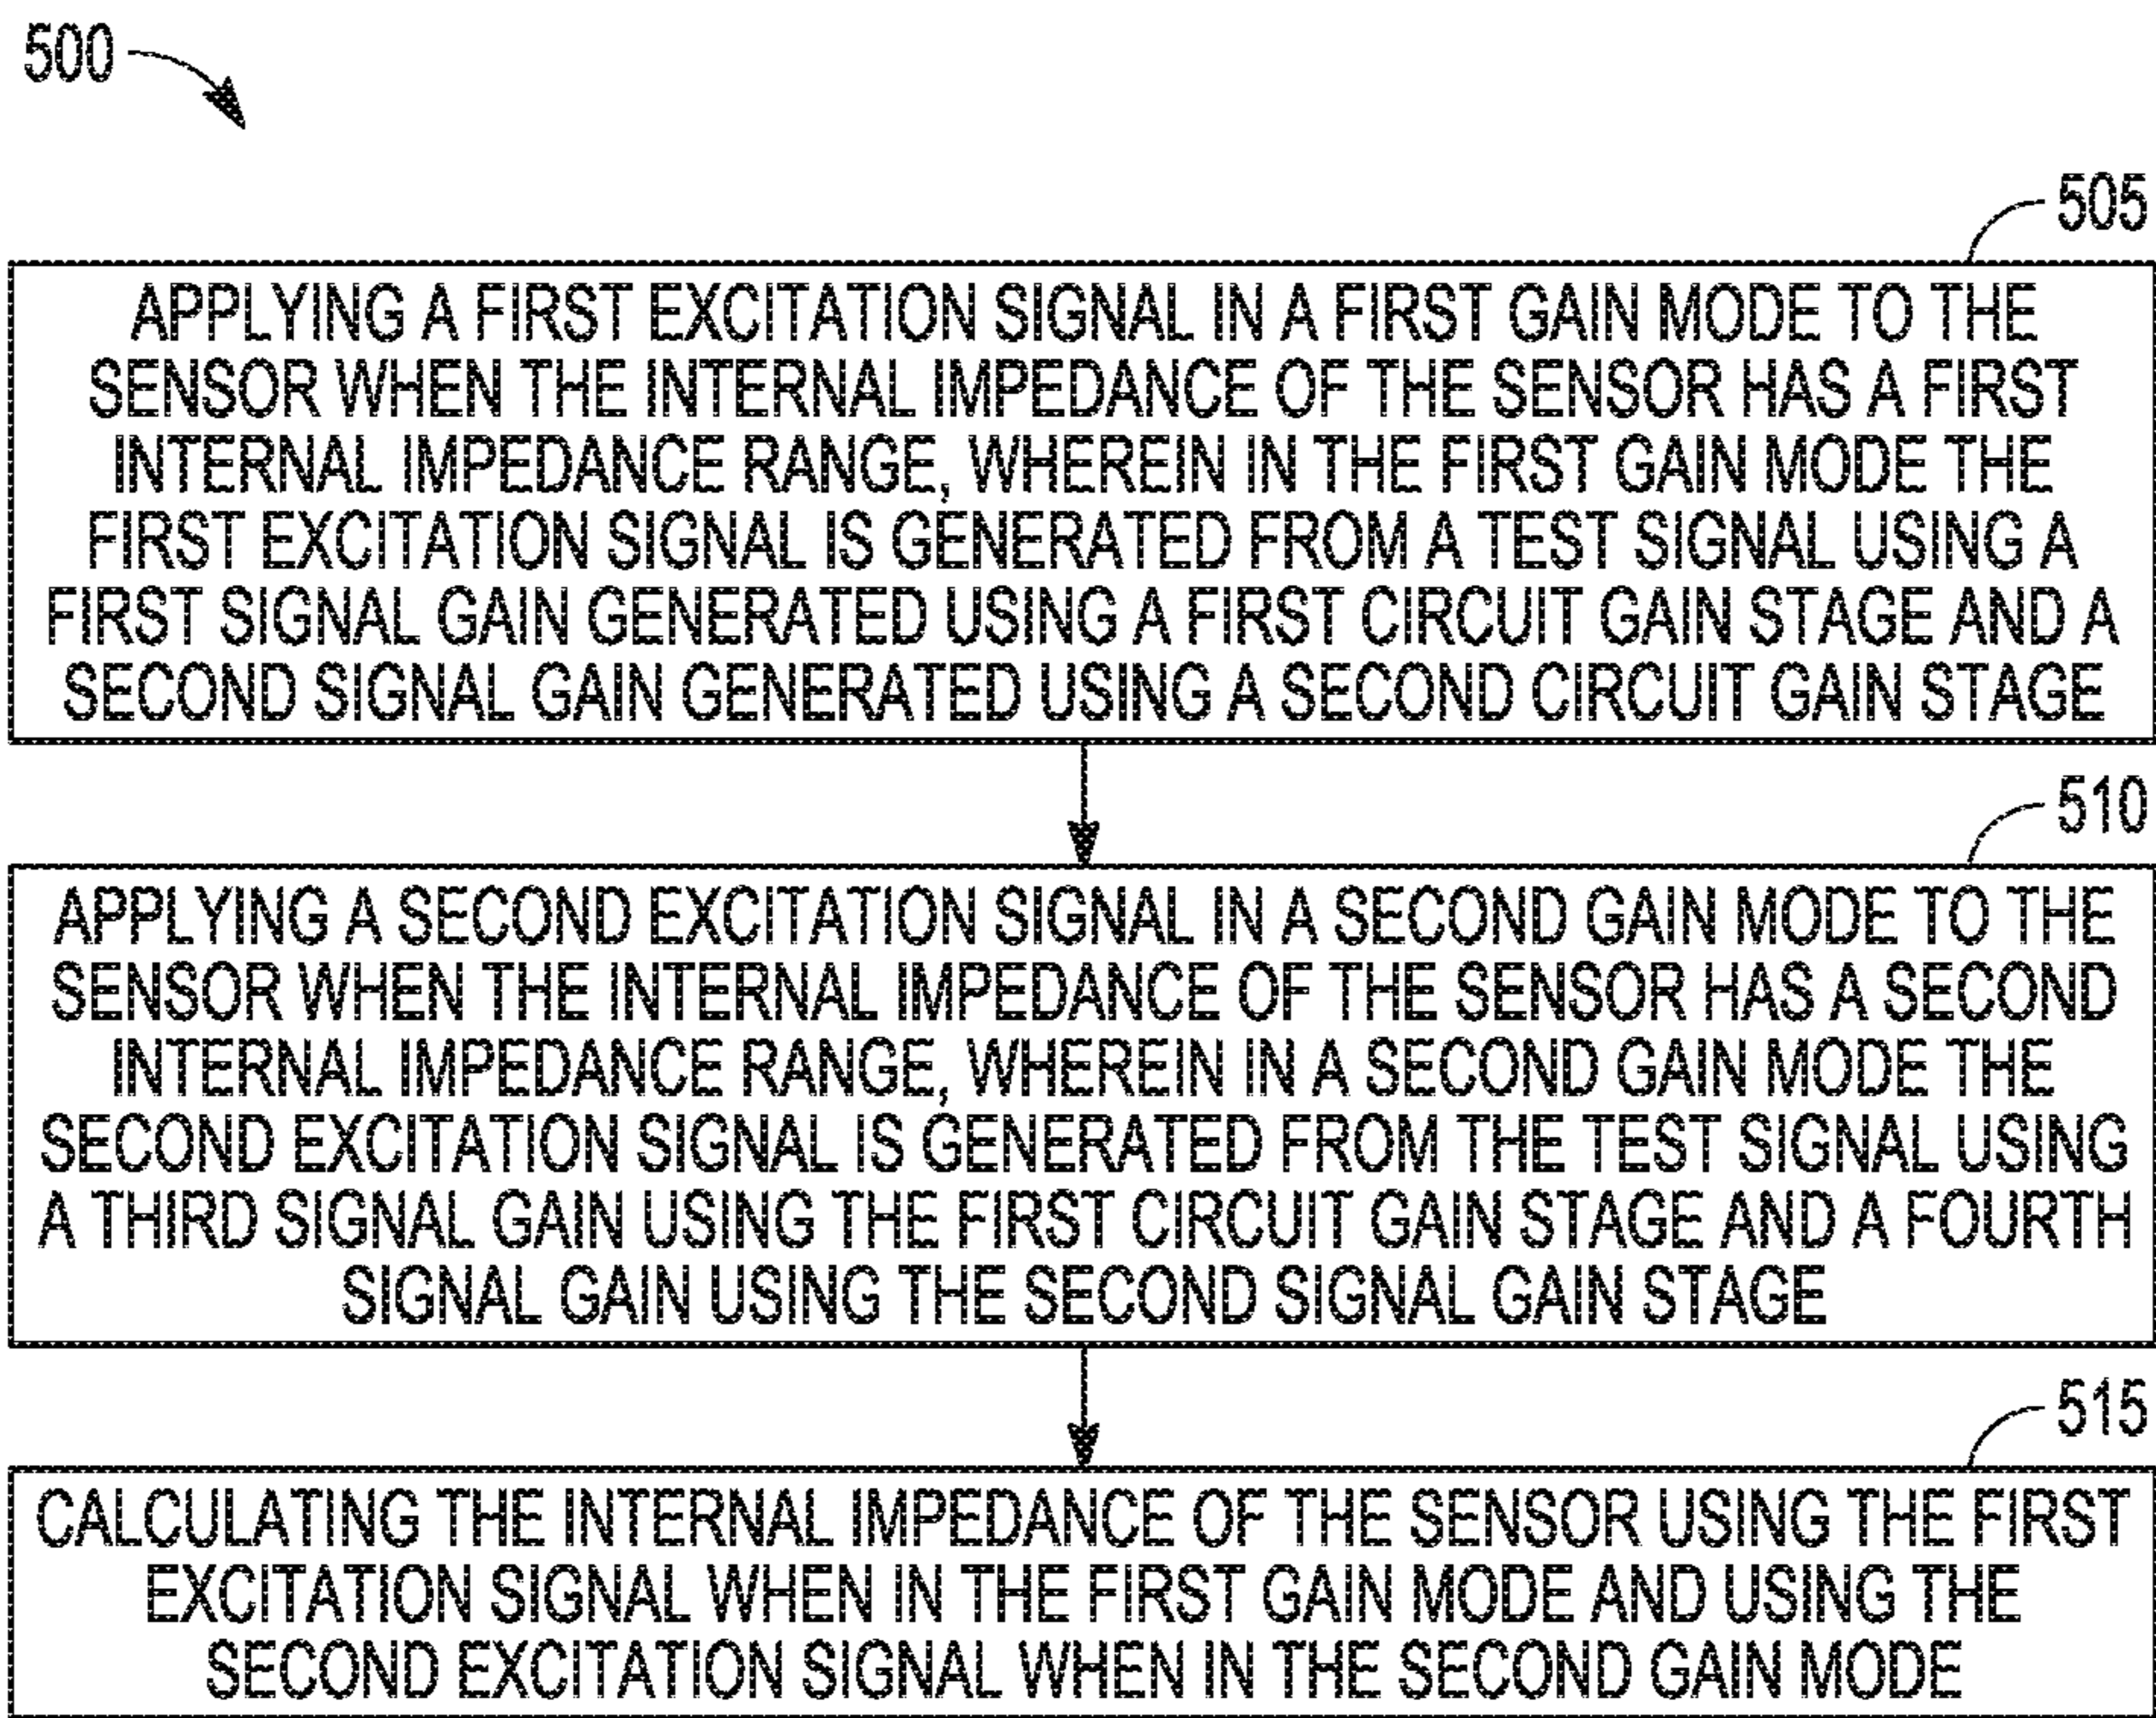 500
505
APPLYING A FIRST EXCITATION SIGNAL IN A FIRST GAIN MODE TO THE
SENSOR WHEN THE INTERNAL IMPEDANCE OF THE SENSOR HAS A FIRST
INTERNAL IMPEDANCE RANGE, WHEREIN IN THE FIRST GAIN MODE THE
FIRST EXCITATION SIGNAL IS GENERATED FROM A TEST SIGNAL USING A
FIRST SIGNAL GAIN GENERATED USING A FIRST CIRCUIT GAIN STAGE AND A
SECOND SIGNAL GAIN GENERATED USING A SECOND CIRCUIT GAIN STAGE
510
APPLYING A SECOND EXCITATION SIGNAL IN A SECOND GAIN MODE TO THE
SENSOR WHEN THE INTERNAL IMPEDANCE OF THE SENSOR HAS A SECOND
INTERNAL IMPEDANCE RANGE, WHEREIN IN A SECOND GAIN MODE THE
SECOND EXCITATION SIGNAL IS GENERATED FROM THE TEST SIGNAL USING
A THIRD SIGNAL GAIN USING THE FIRST CIRCUIT GAIN STAGE AND A FOURTH
SIGNAL GAIN USING THE SECOND SIGNAL GAIN STAGE
515
CALCULATING THE INTERNAL IMPEDANCE OF THE SENSOR USING THE FIRST
EXCITATION SIGNAL WHEN IN THE FIRST GAIN MODE AND USING THE
SECOND EXCITATION SIGNAL WHEN IN THE SECOND GAIN MODE